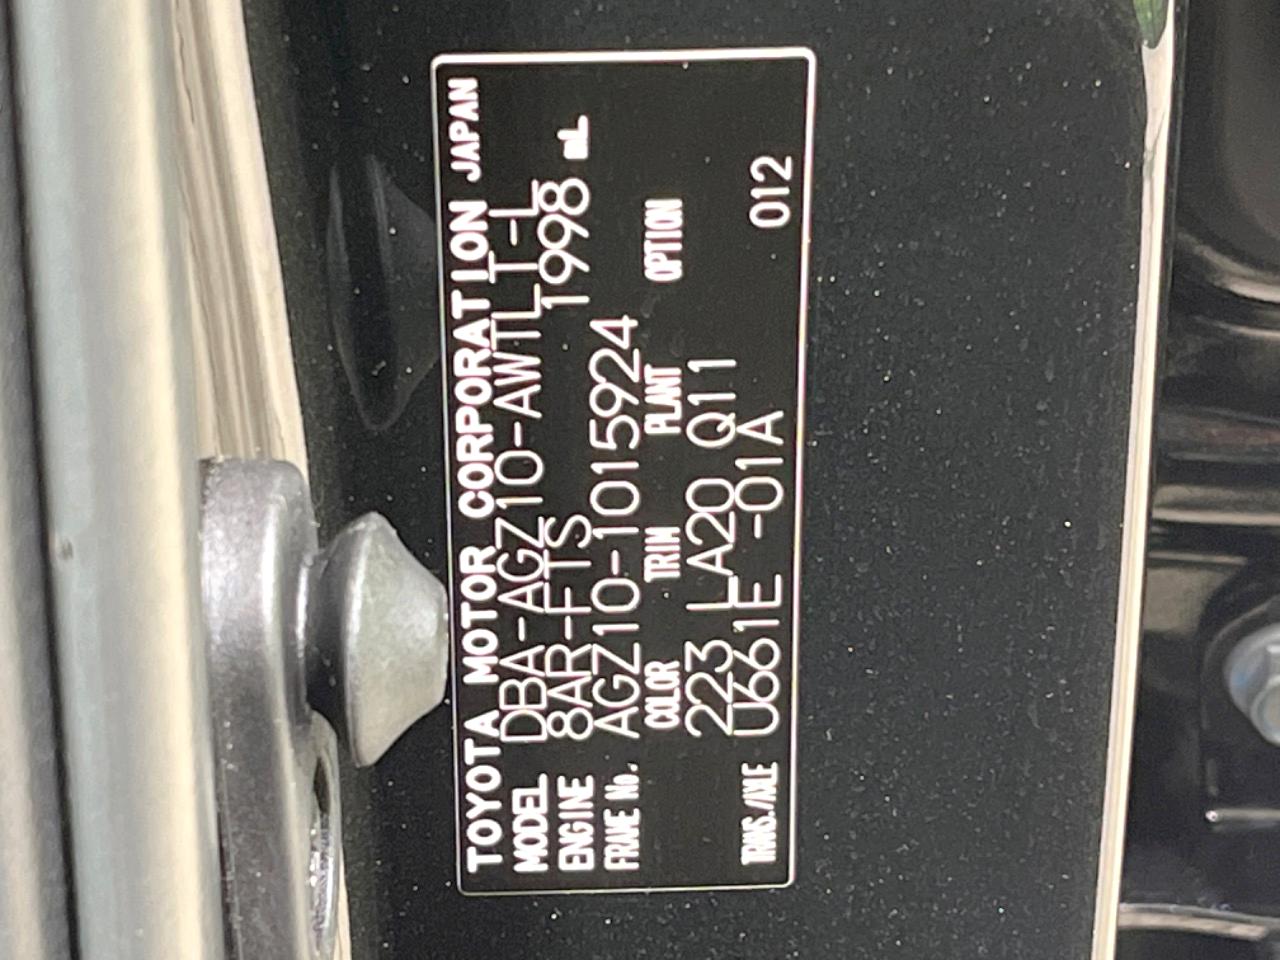 TOYOTA MOTOR CORPORATION JAPAN
MODEL DBA-AGZ10-AWTLT-L
ENGINE 8AR-FTS 1998 mL
FRAME No. AGZ10-1015924
COLOR TRIM PLANT OPTION
223 LA20 Q11
TRANS./AXLE U661E -01A 012